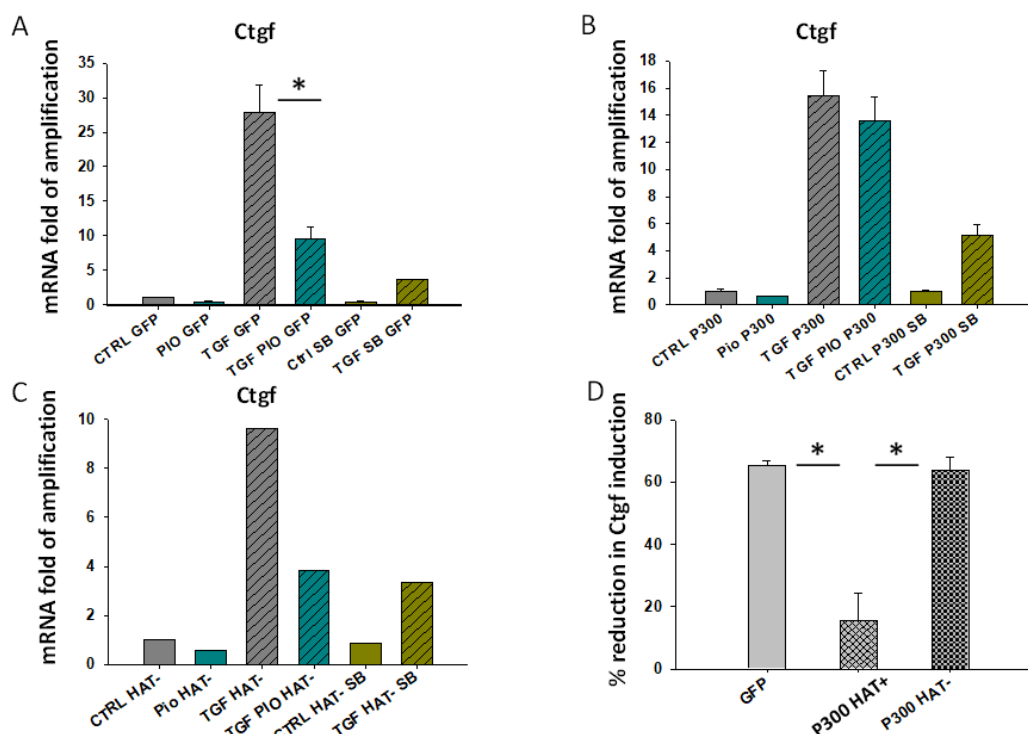 A
Ctgf
mRNA fold of amplification
35
30
25
20
15
10
5
0
*
CTRL GFP
PIO GFP
TGF GFP
TGF PIO GFP
Ctrl SB GFP
TGF SB GFP
B
Ctgf
mRNA fold of amplification
18
16
14
12
10
8
6
4
2
0
CTRL P300
Pio P300
TGF P300
TGF PIO P300
CTRL P300 SB
TGF P300 SB
C
Ctgf
mRNA fold of amplification
10
8
6
4
2
0
CTRL HAT-
Pio HAT-
TGF HAT-
TGF PIO HAT-
CTRL HAT- SB
TGF HAT- SB
D
% reduction in Ctgf induction
80
60
40
20
0
*
*
GFP
P300 HAT+
P300 HAT-